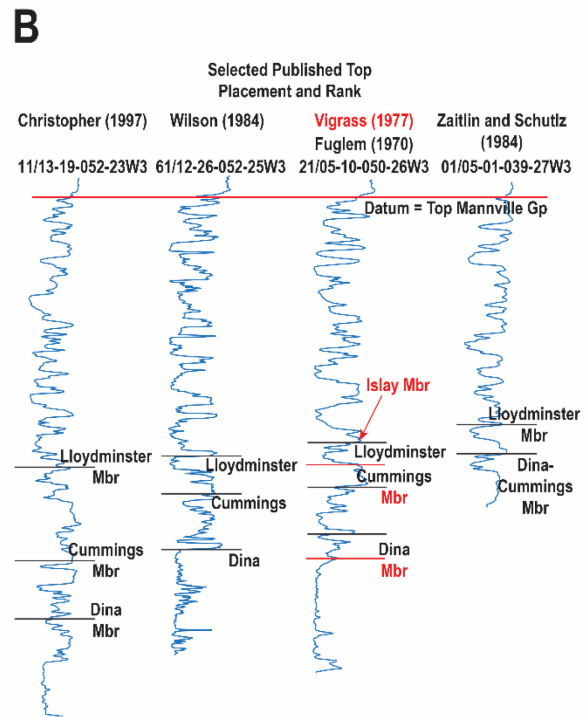 B
Selected Published Top
Placement and Rank
Christopher (1997)
11/13-19-052-23W3
Wilson (1984)
61/12-26-052-25W3
Vigrass (1977)
Fuglem (1970)
21/05-10-050-26W3
Zaitlin and Schutlz
(1984)
01/05-01-039-27W3
Datum = Top Mannville Gp
Lloydminster
Mbr
Cummings
Mbr
Dina
Mbr
Lloydminster
Cummings
Dina
Islay Mbr
Lloydminster
Cummings
Mbr
Dina
Mbr
Lloydminster
Mbr
Dina-
Cummings
Mbr